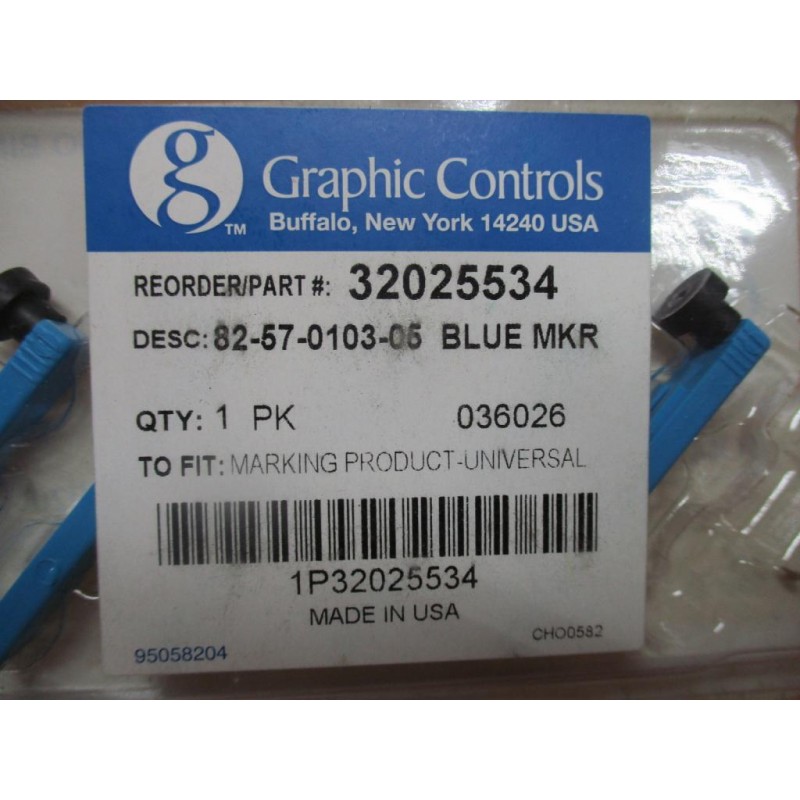 g
TM
Graphic Controls
Buffalo, New York 14240 USA
REORDER/PART #: 32025534
DESC: 82-57-0103-05 BLUE MKR
QTY: 1 PK 036026
TO FIT: MARKING PRODUCT-UNIVERSAL
1P32025534
MADE IN USA
CHO0582
95058204